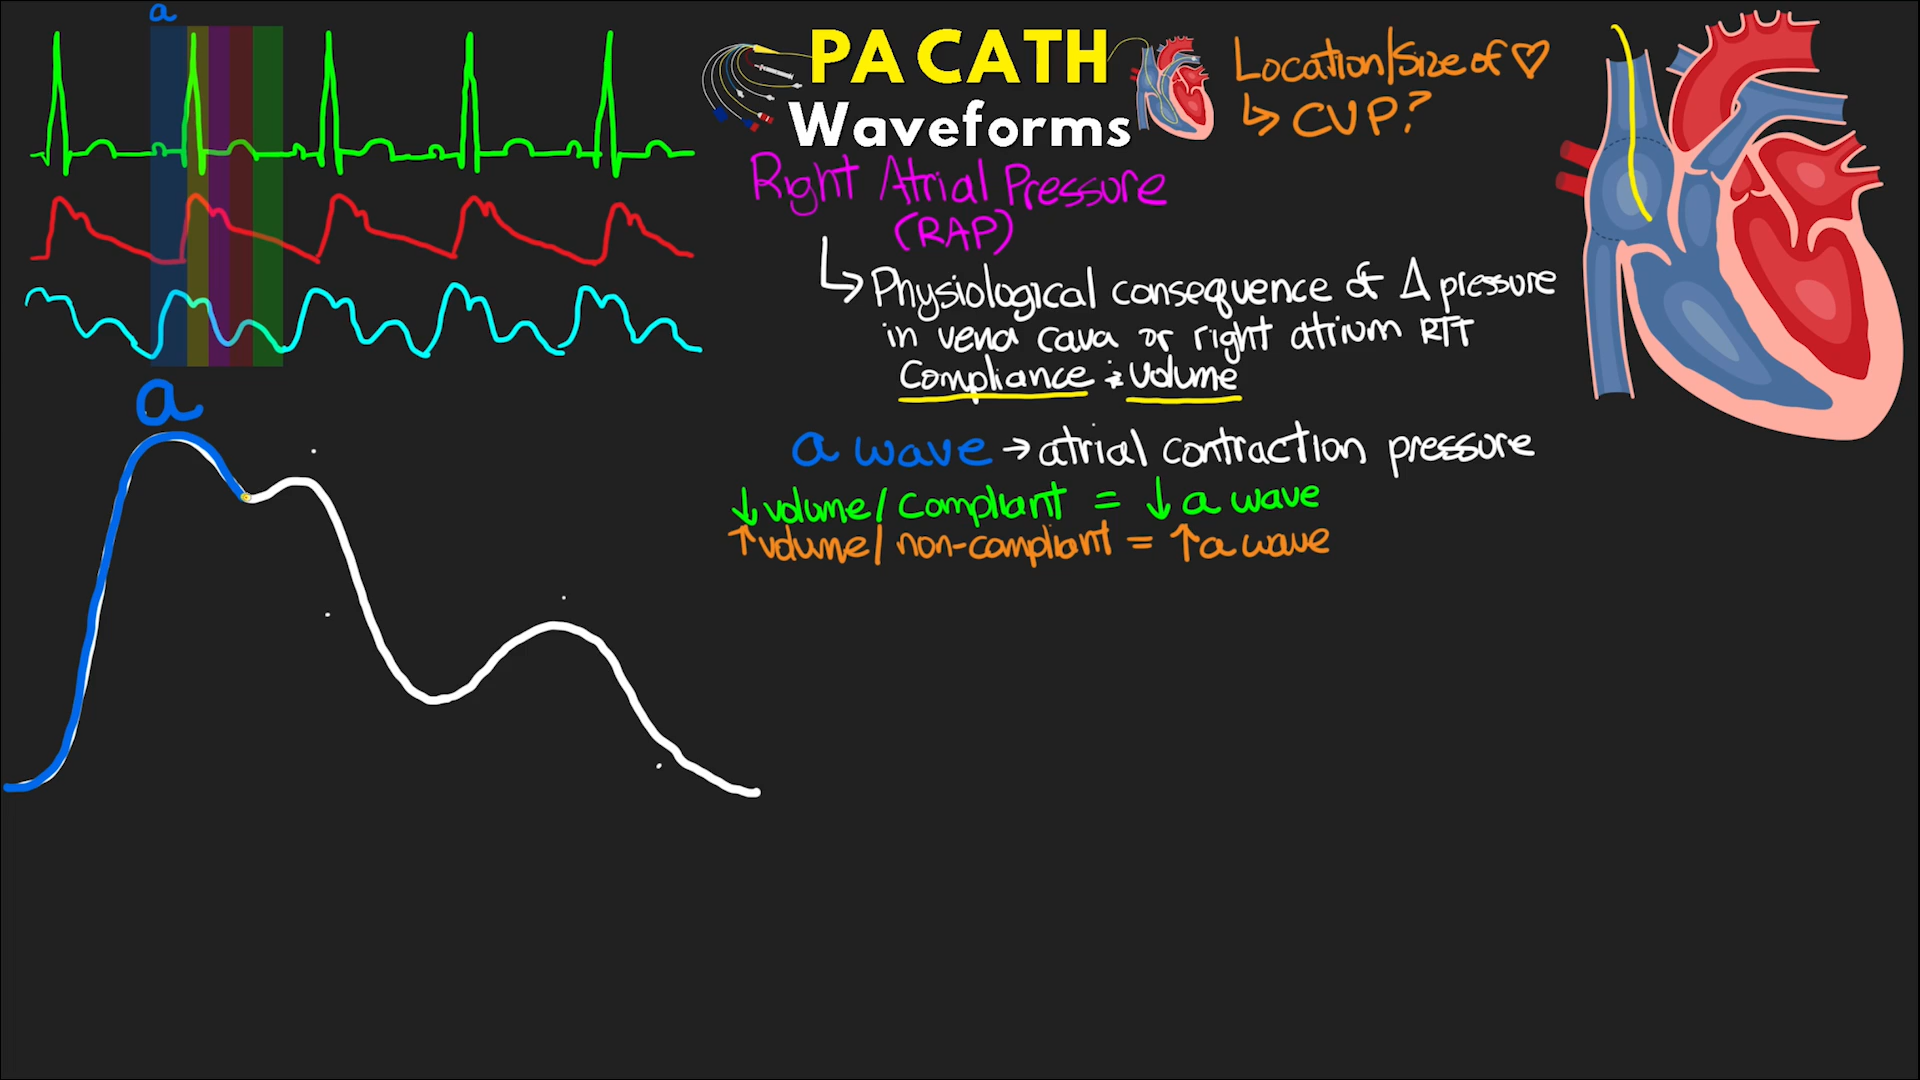 a
PA CATH
Waveforms
Location/Size of ♡
↳ CVP?
Right Atrial Pressure
(RAP)
↳ Physiological consequence of Δ pressure
in vena cava or right atrium RTT
Compliance & Volume
a
a wave → atrial contraction pressure
↓ volume / Compliant = ↓ a wave
↑ volume / non-compliant = ↑ a wave